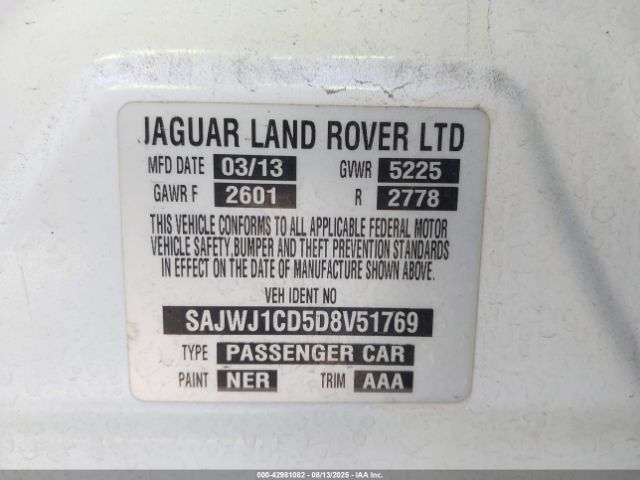 JAGUAR LAND ROVER LTD
MFD DATE 03/13 GVWR 5225
GAWR F 2601 R 2778
THIS VEHICLE CONFORMS TO ALL APPLICABLE FEDERAL MOTOR
VEHICLE SAFETY, BUMPER AND THEFT PREVENTION STANDARDS
IN EFFECT ON THE DATE OF MANUFACTURE SHOWN ABOVE.
VEH IDENT NO
SAJWJ1CD5D8V51769
TYPE PASSENGER CAR
PAINT NER TRIM AAA
000-42981082 - 08/13/2025 - IAAI.COM